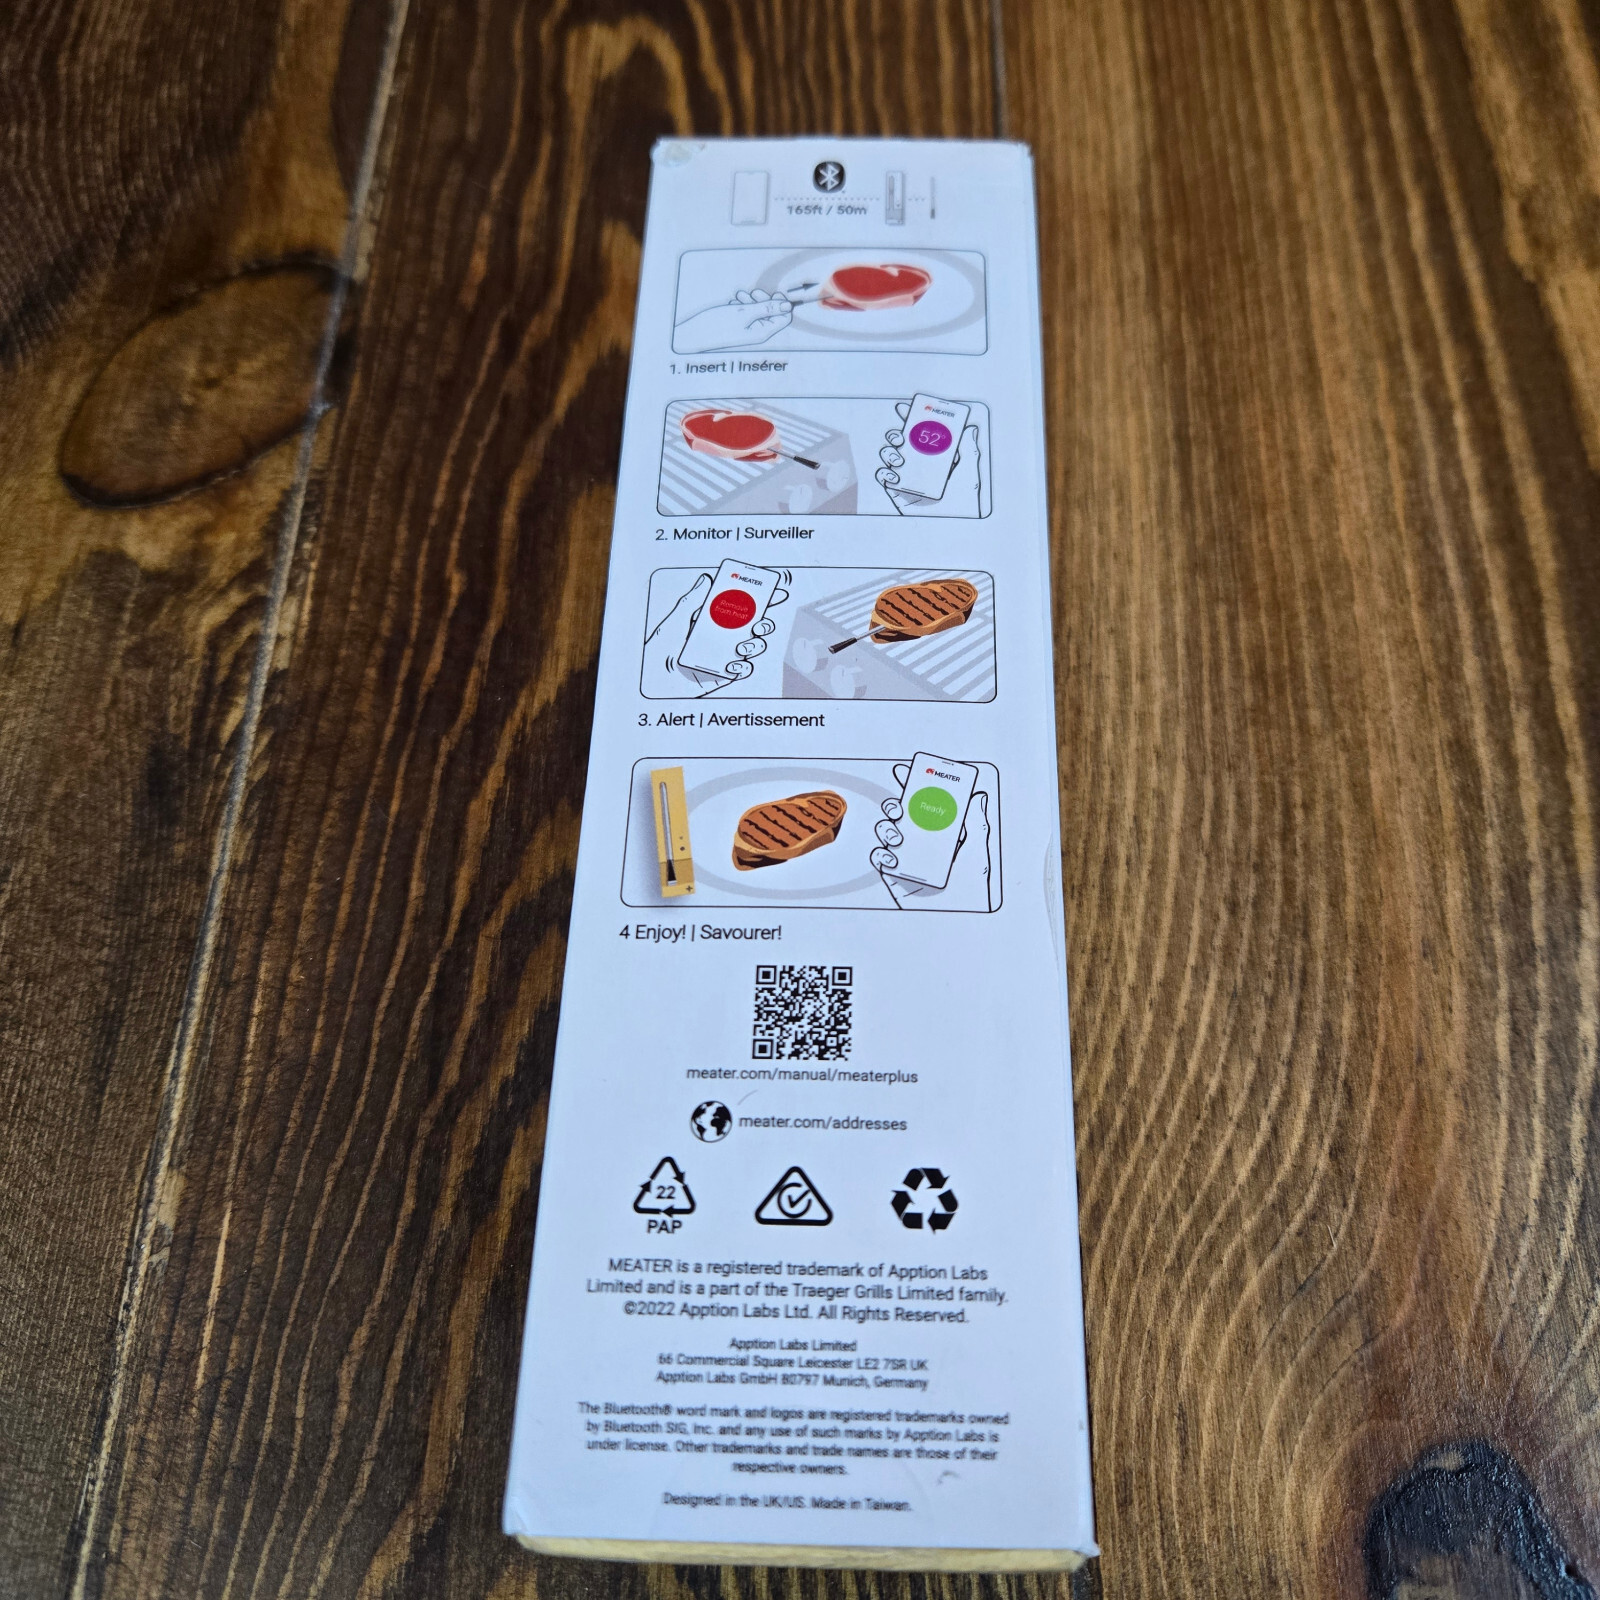 165ft / 50m
1. Insert | Insérer
MEATER
52°
2. Monitor | Surveiller
MEATER
Remove
from heat
3. Alert | Avertissement
MEATER
Ready
4 Enjoy! | Savourer!
meater.com/manual/meaterplus
meater.com/addresses
22
PAP
MEATER is a registered trademark of Apption Labs
Limited and is a part of the Traeger Grills Limited family.
©2022 Apption Labs Ltd. All Rights Reserved.
Apption Labs Limited
66 Commercial Square Leicester LE2 7SR UK
Apption Labs GmbH 80797 Munich, Germany
The Bluetooth® word mark and logos are registered trademarks owned
by Bluetooth SIG, Inc. and any use of such marks by Apption Labs is
under license. Other trademarks and trade names are those of their
respective owners.
Designed in the UK/US. Made in Taiwan.